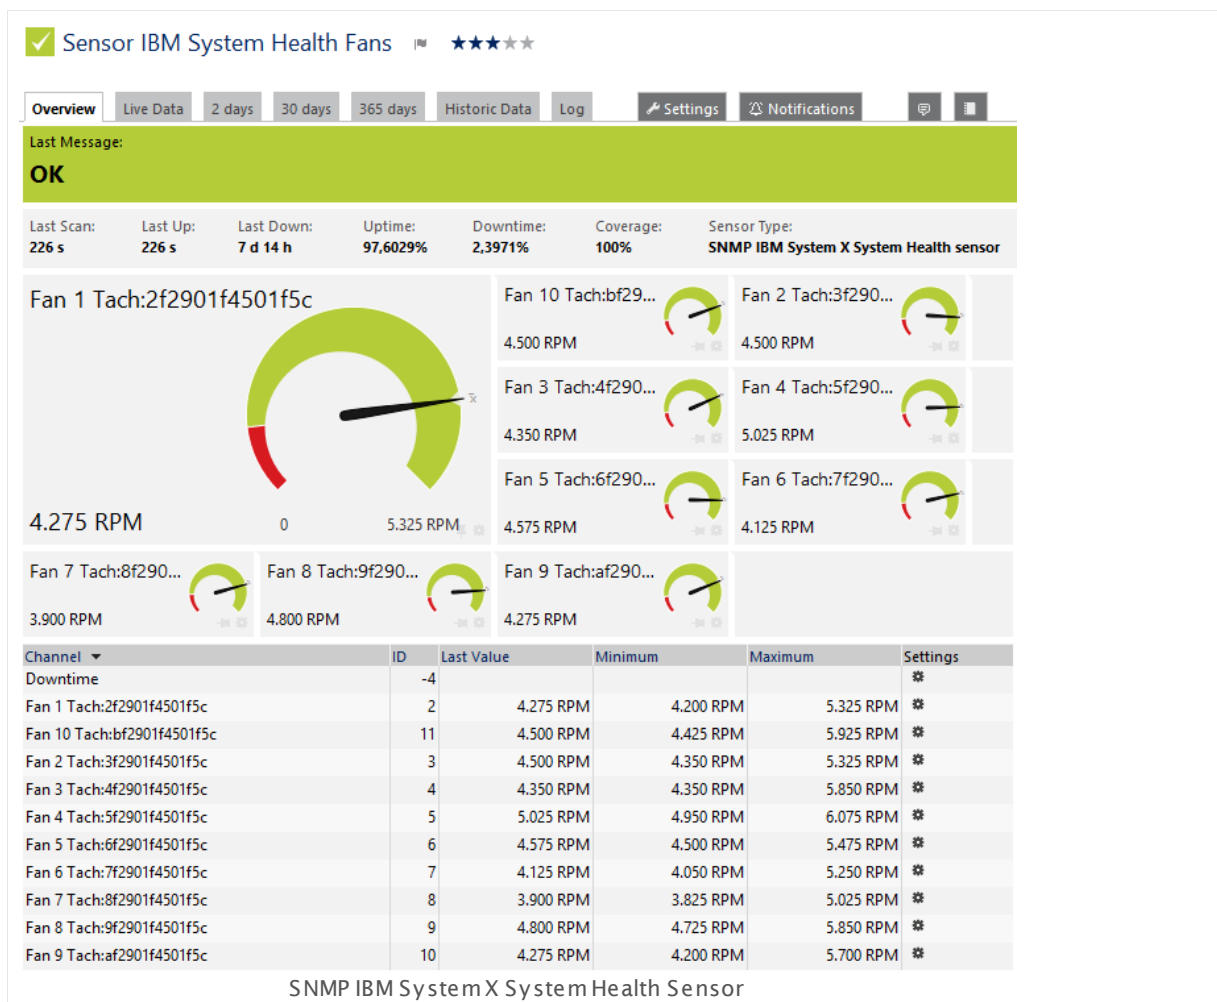 Sensor IBM System Health Fans
Overview Live Data 2 days 30 days 365 days Historic Data Log Settings Notifications
Last Message:
OK
Last Scan: Last Up: Last Down: Uptime: Downtime: Coverage: Sensor Type:
226 s 226 s 7 d 14 h 97,6029% 2,3971% 100% SNMP IBM System X System Health sensor
Fan 1 Tach:2f2901f4501f5c
4.275 RPM
0 5.325 RPM
Fan 10 Tach:bf29...
4.500 RPM
Fan 2 Tach:3f290...
4.500 RPM
Fan 3 Tach:4f290...
4.350 RPM
Fan 4 Tach:5f290...
5.025 RPM
Fan 5 Tach:6f290...
4.575 RPM
Fan 6 Tach:7f290...
4.125 RPM
Fan 7 Tach:8f290...
3.900 RPM
Fan 8 Tach:9f290...
4.800 RPM
Fan 9 Tach:af290...
4.275 RPM
Channel ID Last Value Minimum Maximum Settings
Downtime -4
Fan 1 Tach:2f2901f4501f5c 2 4.275 RPM 4.200 RPM 5.325 RPM
Fan 10 Tach:bf2901f4501f5c 11 4.500 RPM 4.425 RPM 5.925 RPM
Fan 2 Tach:3f2901f4501f5c 3 4.500 RPM 4.350 RPM 5.325 RPM
Fan 3 Tach:4f2901f4501f5c 4 4.350 RPM 4.350 RPM 5.850 RPM
Fan 4 Tach:5f2901f4501f5c 5 5.025 RPM 4.950 RPM 6.075 RPM
Fan 5 Tach:6f2901f4501f5c 6 4.575 RPM 4.500 RPM 5.475 RPM
Fan 6 Tach:7f2901f4501f5c 7 4.125 RPM 4.050 RPM 5.250 RPM
Fan 7 Tach:8f2901f4501f5c 8 3.900 RPM 3.825 RPM 5.025 RPM
Fan 8 Tach:9f2901f4501f5c 9 4.800 RPM 4.725 RPM 5.850 RPM
Fan 9 Tach:af2901f4501f5c 10 4.275 RPM 4.200 RPM 5.700 RPM
SNMP IBM System X System Health Sensor